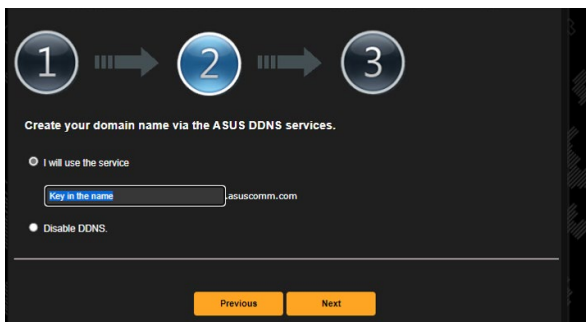 1 2 3
Create your domain name via the ASUS DDNS services.
I will use the service
Key in the name .asuscomm.com
Disable DDNS.
Previous Next